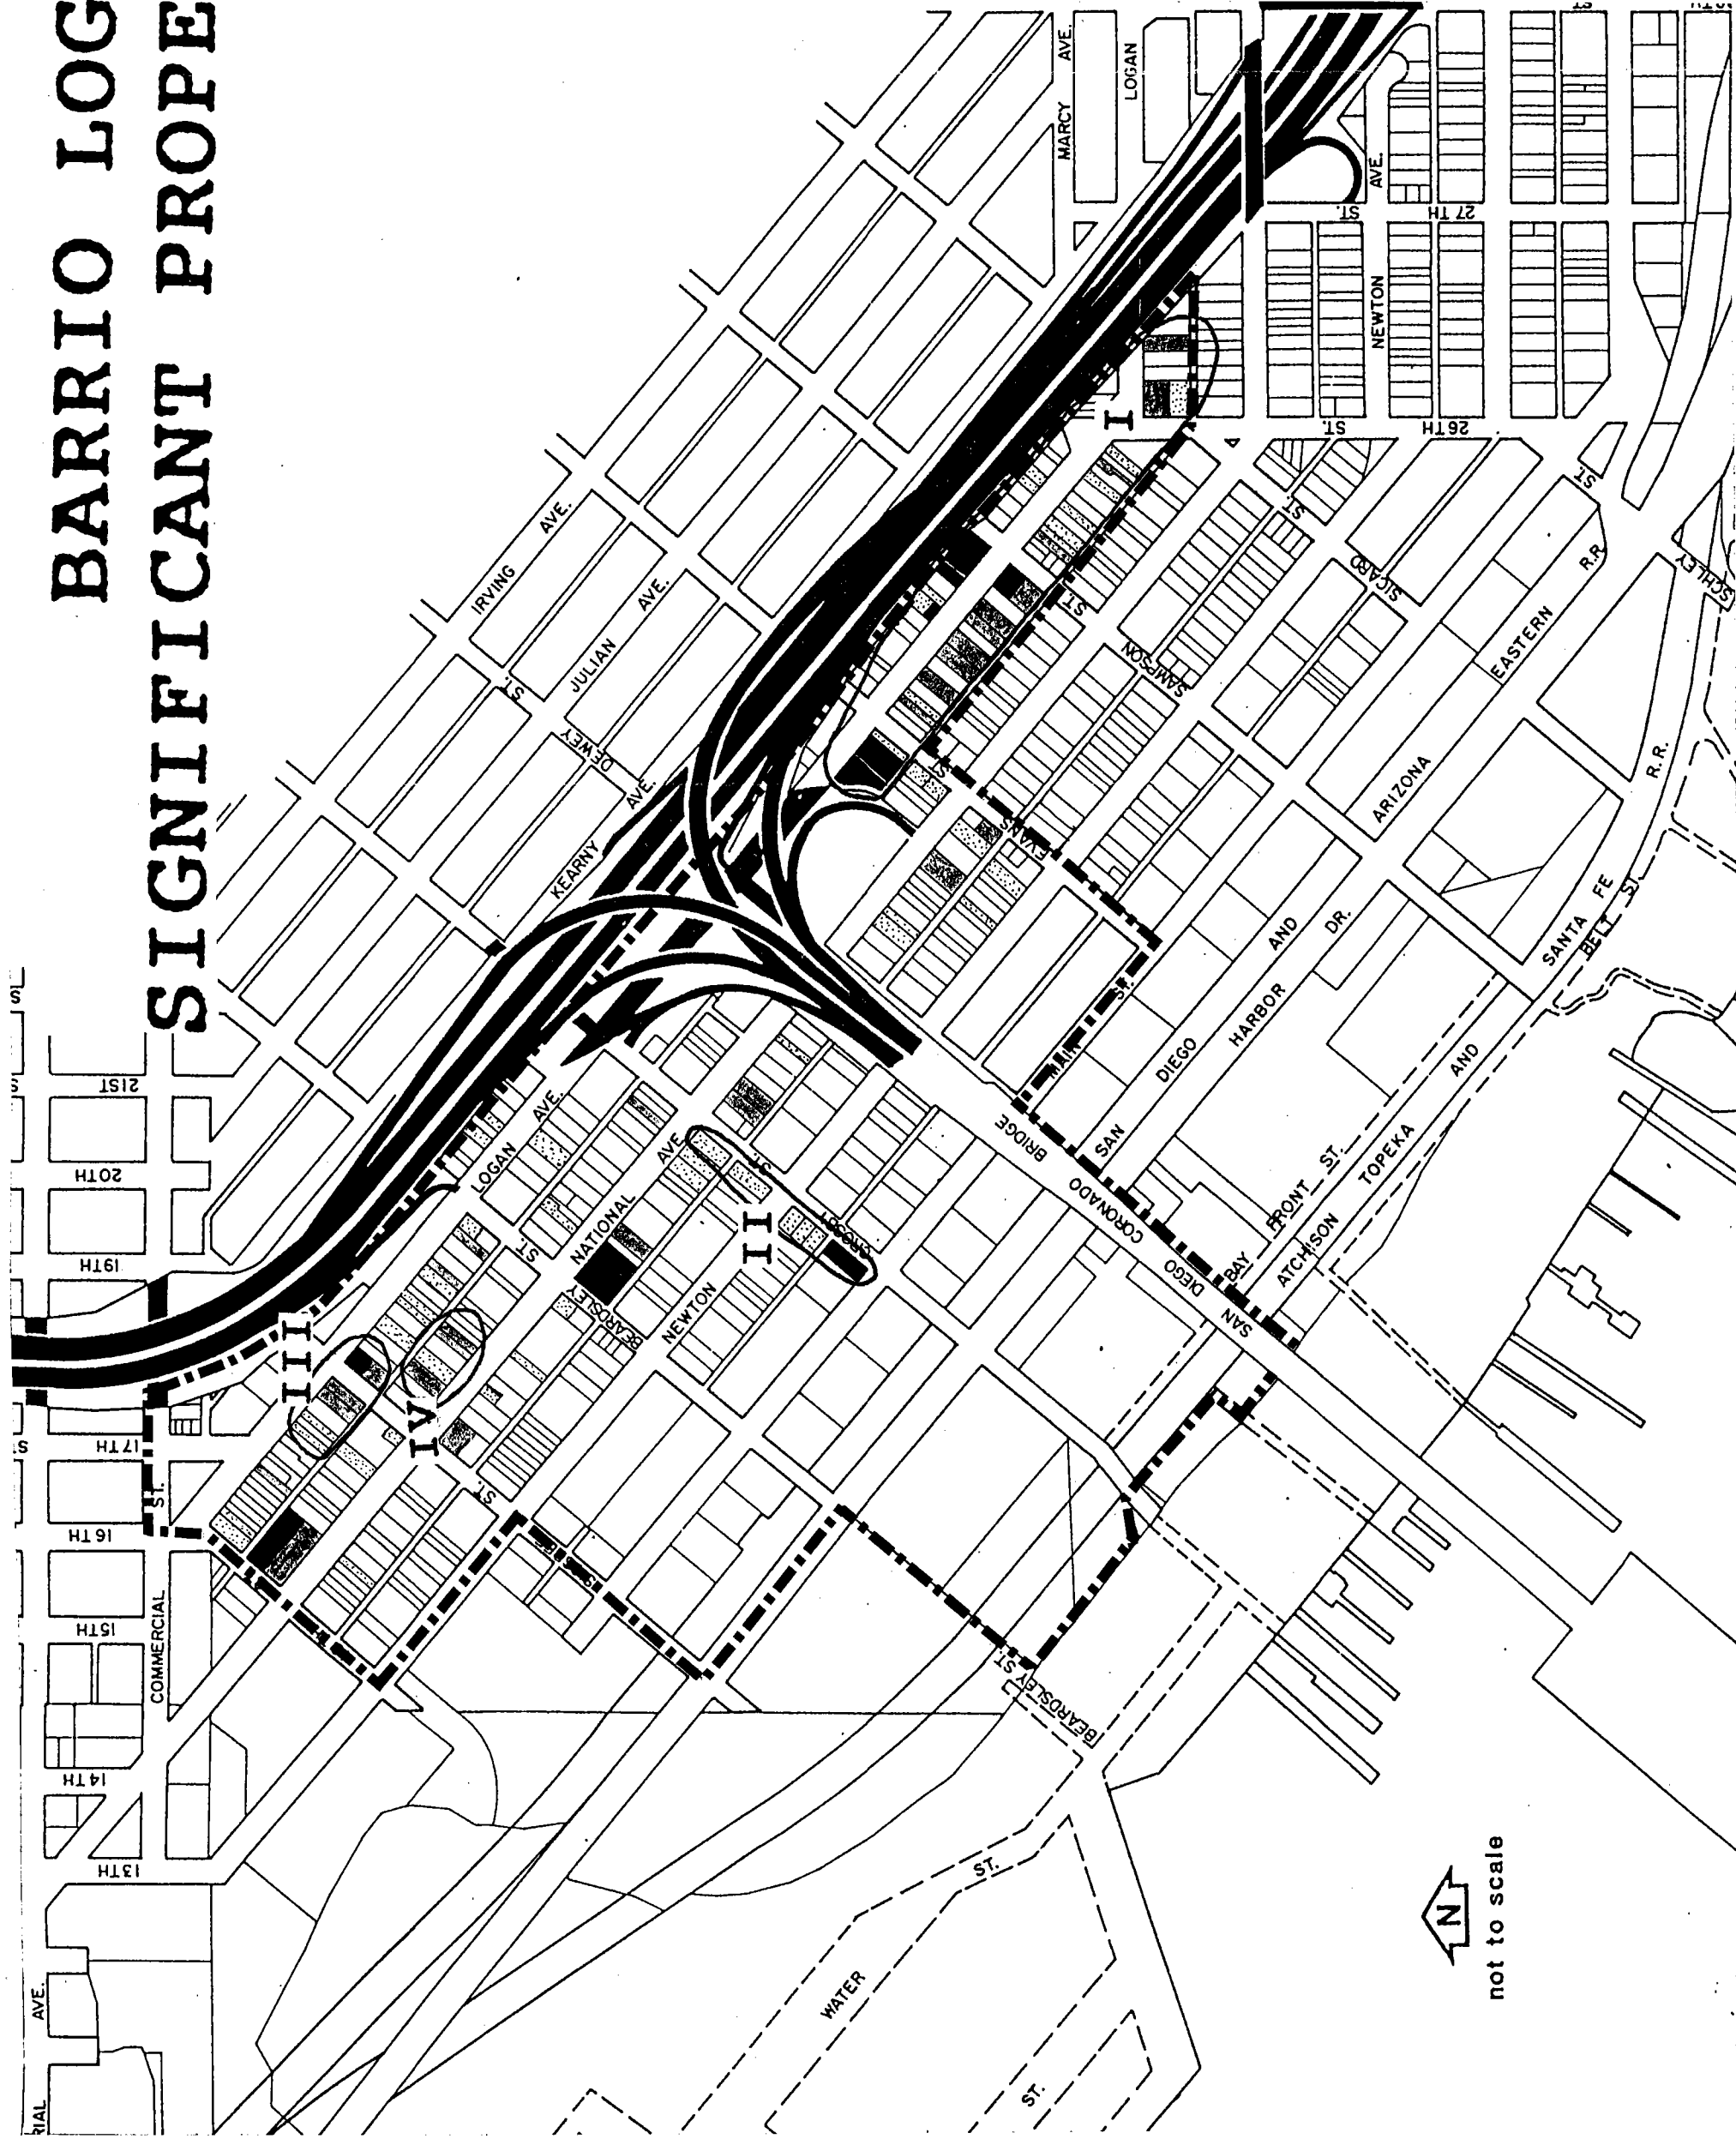 BARRIO LOG
SIGNIFICANT PROPE
MARCY AVE.
LOGAN
IRVING AVE.
JULIAN AVE.
DEWEY ST.
KEARNY AVE.
21ST
20TH
19TH
17TH
16TH
15TH
14TH
13TH
COMMERCIAL ST.
RIAL AVE.
LOGAN AVE.
NATIONAL AVE.
NEWTON
BEARDSLEY ST.
CROSBY ST.
I
II
III
IV
27TH ST.
26TH ST.
NEWTON AVE.
SICARD ST.
SAMPSON ST.
EVANS ST.
SCHLEY ST.
MAIN ST.
SAN DIEGO AND ARIZONA EASTERN R.R.
HARBOR DR.
SAN DIEGO CORONADO BRIDGE
BAY FRONT ST.
ATCHISON TOPEKA AND SANTA FE R.R.
BELT ST.
BEARDSLEY ST.
WATER ST.
ST.
N
not to scale